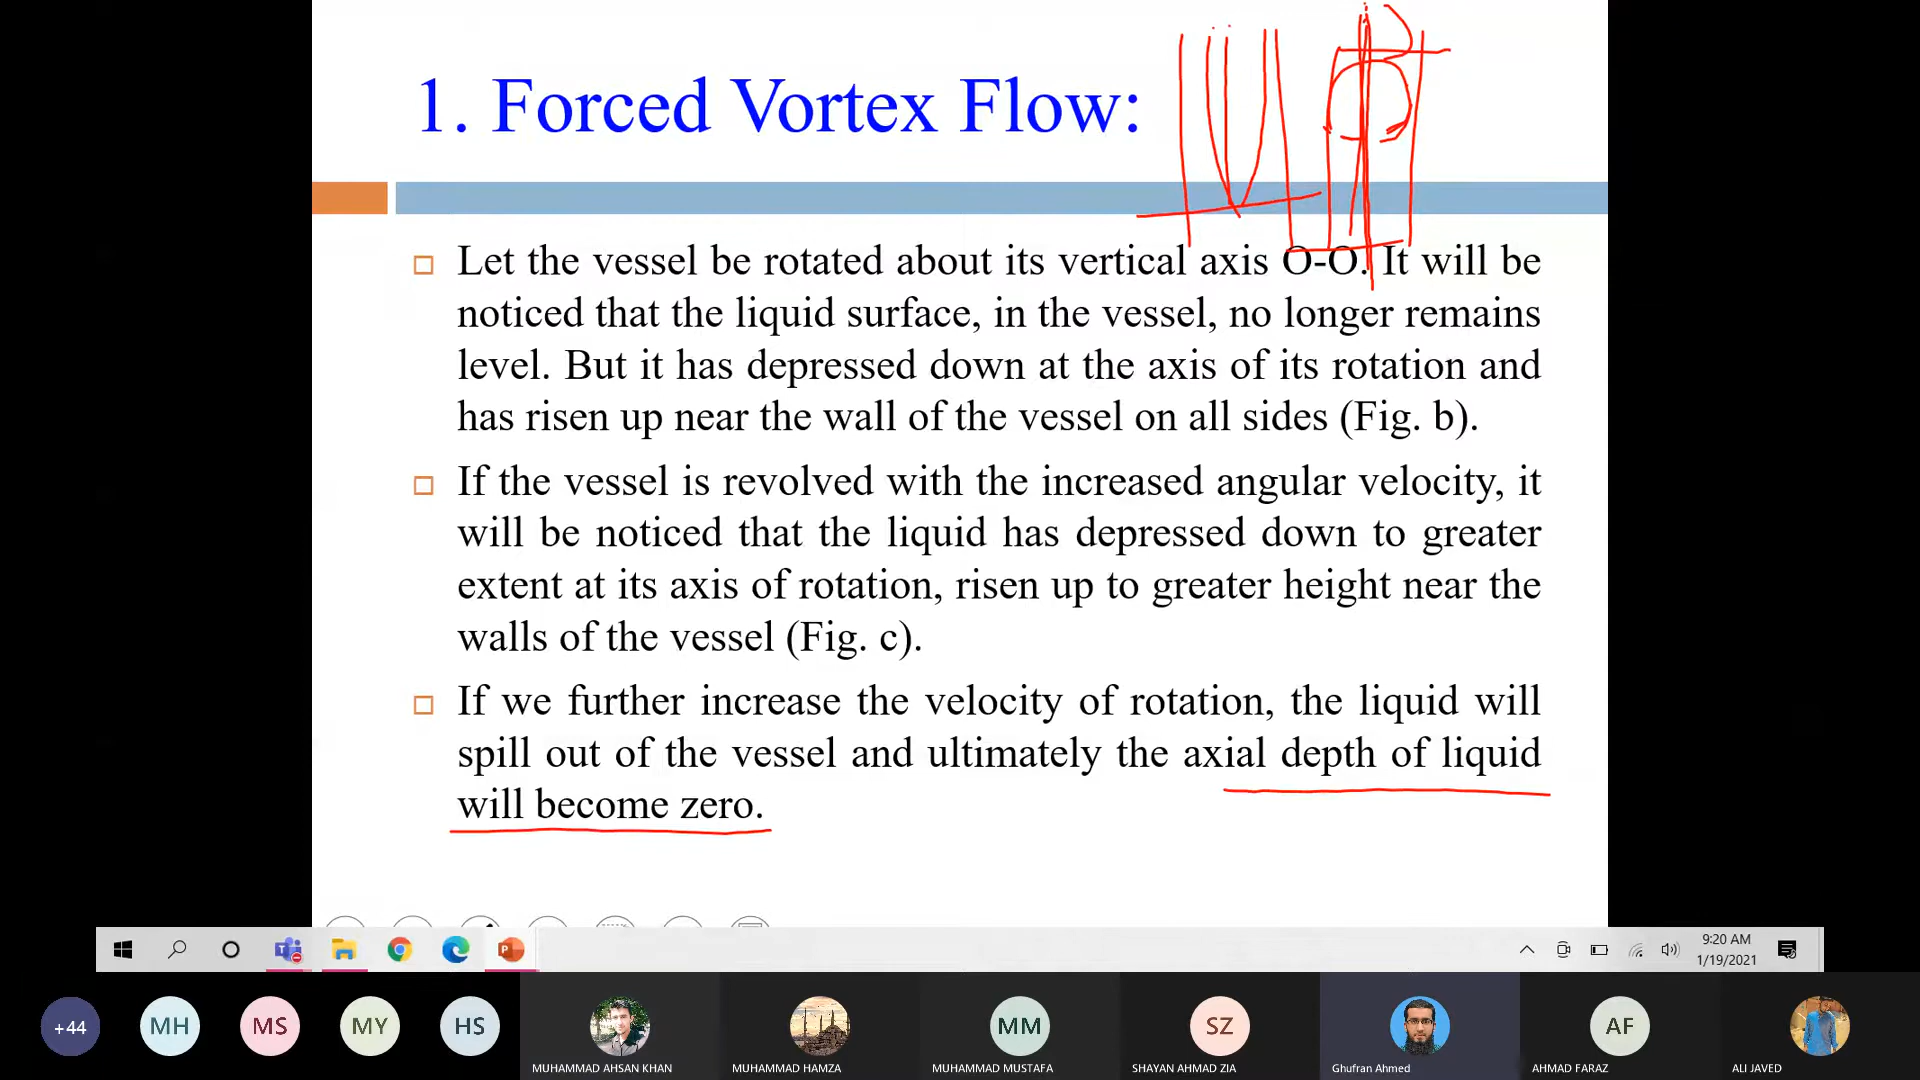 1. Forced Vortex Flow:
Let the vessel be rotated about its vertical axis O-O. It will be
noticed that the liquid surface, in the vessel, no longer remains
level. But it has depressed down at the axis of its rotation and
has risen up near the wall of the vessel on all sides (Fig. b).
If the vessel is revolved with the increased angular velocity, it
will be noticed that the liquid has depressed down to greater
extent at its axis of rotation, risen up to greater height near the
walls of the vessel (Fig. c).
If we further increase the velocity of rotation, the liquid will
spill out of the vessel and ultimately the axial depth of liquid
will become zero.
9:20 AM
1/19/2021
+44
MH
MS
MY
HS
MM
SZ
AF
MUHAMMAD AHSAN KHAN
MUHAMMAD HAMZA
MUHAMMAD MUSTAFA
SHAYAN AHMAD ZIA
Ghufran Ahmed
AHMAD FARAZ
ALI JAVED